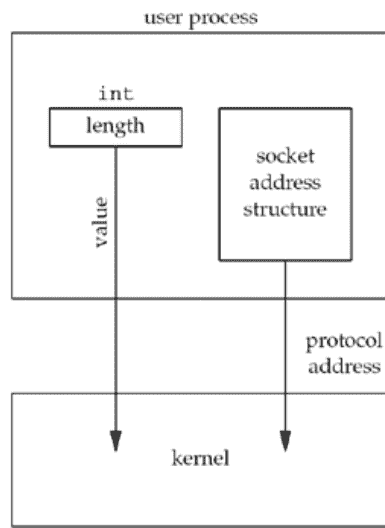 user process
int
length
socket
address
structure
value
protocol
address
kernel